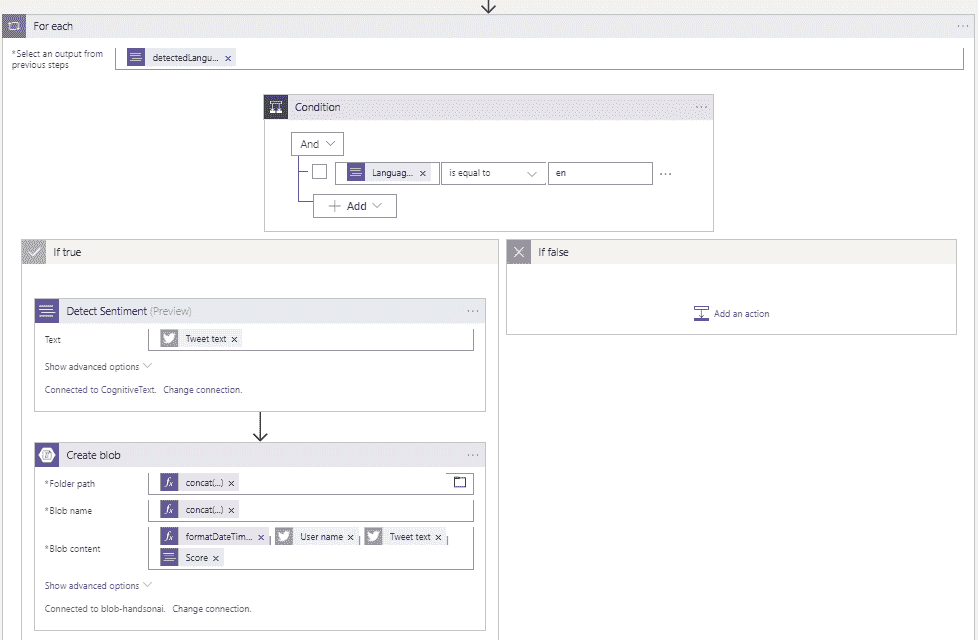 For each
*Select an output from
previous steps
detectedLangu... ×
Condition
And
Languag... × is equal to en
+ Add
If true
If false
Detect Sentiment (Preview)
Text Tweet text ×
Add an action
Show advanced options
Connected to CognitiveText. Change connection.
Create blob
*Folder path fx concat(...) ×
*Blob name fx concat(...) ×
*Blob content fx formatDateTim... × | User name × | Tweet text × |
Score ×
Show advanced options
Connected to blob-handsonai. Change connection.